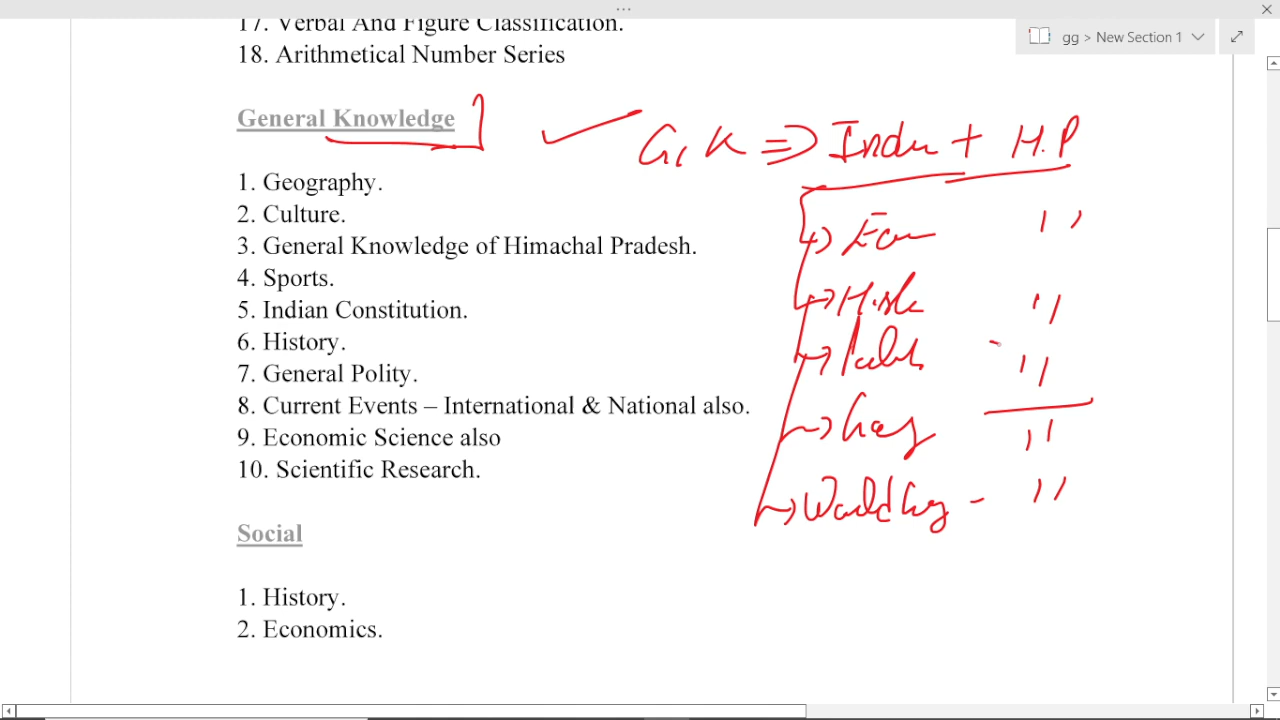 17. Verbal And Figure Classification.
18. Arithmetical Number Series
gg > New Section 1
General Knowledge
G.K => India + H.P
1. Geography.
2. Culture.
3. General Knowledge of Himachal Pradesh.
4. Sports.
5. Indian Constitution.
6. History.
7. General Polity.
8. Current Events – International & National also.
9. Economic Science also
10. Scientific Research.
Social
1. History.
2. Economics.